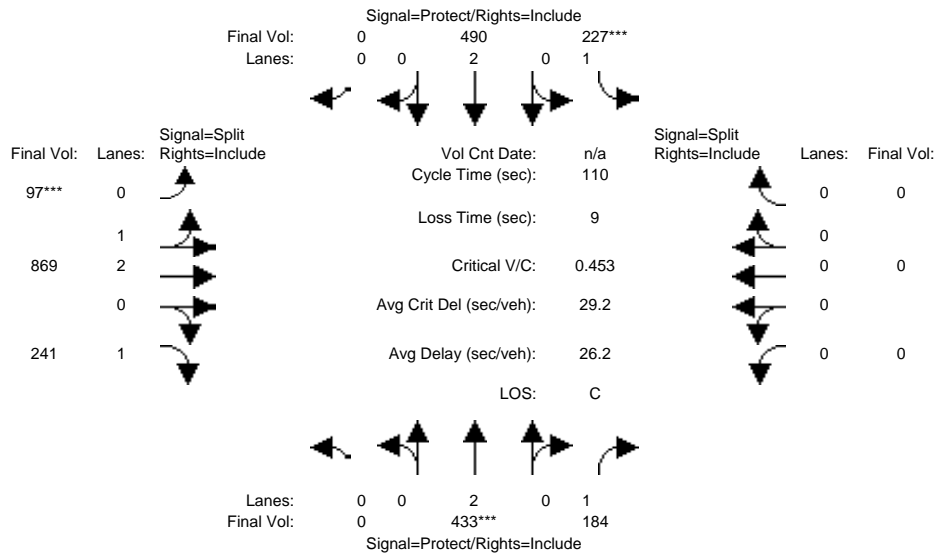 Signal=Protect/Rights=Include
Final Vol: 0 490 227***
Lanes: 0 0 2 0 1
Signal=Split Signal=Split
Final Vol: Lanes: Rights=Include Vol Cnt Date: n/a Rights=Include Lanes: Final Vol:
Cycle Time (sec): 110
97*** 0 0 0
Loss Time (sec): 9
1 0
869 2 Critical V/C: 0.453 0 0
0 Avg Crit Del (sec/veh): 29.2 0
241 1 Avg Delay (sec/veh): 26.2 0 0
LOS: C
Lanes: 0 0 2 0 1
Final Vol: 0 433*** 184
Signal=Protect/Rights=Include